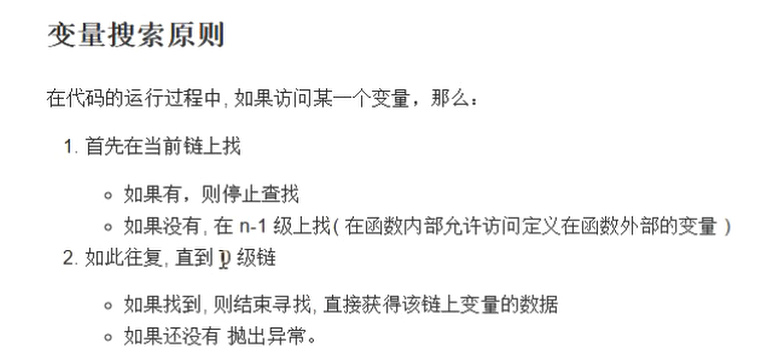 变量搜索原则
在代码的运行过程中, 如果访问某一个变量，那么：
1. 首先在当前链上找
如果有，则停止查找
如果没有, 在 n-1 级上找( 在函数内部允许访问定义在函数外部的变量 )
2. 如此往复, 直到 级链
如果找到, 则结束寻找, 直接获得该链上变量的数据
如果还没有 抛出异常。